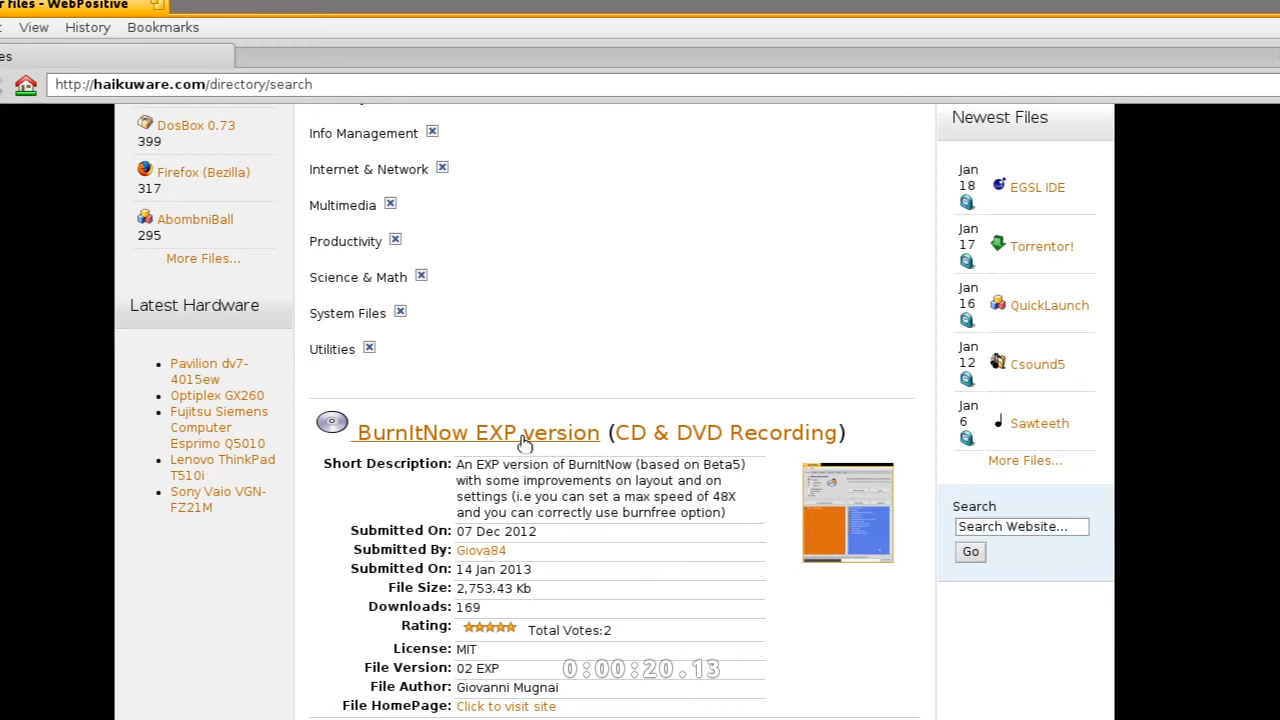 r files - WebPositive
View History Bookmarks
es
http://haikuware.com/directory/search
DosBox 0.73
399
Firefox (Bezilla)
317
AbombniBall
295
More Files...
Latest Hardware
Pavilion dv7-
4015ew
Optiplex GX260
Fujitsu Siemens
Computer
Esprimo Q5010
Lenovo ThinkPad
T510i
Sony Vaio VGN-
FZ21M
Info Management
Internet & Network
Multimedia
Productivity
Science & Math
System Files
Utilities
BurnItNow EXP version (CD & DVD Recording)
Short Description: An EXP version of BurnItNow (based on Beta5)
with some improvements on layout and on
settings (i.e you can set a max speed of 48X
and you can correctly use burnfree option)
Submitted On: 07 Dec 2012
Submitted By: Giova84
Submitted On: 14 Jan 2013
File Size: 2,753.43 Kb
Downloads: 169
Rating: Total Votes:2
License: MIT
File Version: 02 EXP
0:00:20.13
File Author: Giovanni Mugnai
File HomePage: Click to visit site
Newest Files
Jan
18 EGSL IDE
Jan
17 Torrentor!
Jan
16 QuickLaunch
Jan
12 Csound5
Jan
6 Sawteeth
More Files...
Search
Search Website...
Go